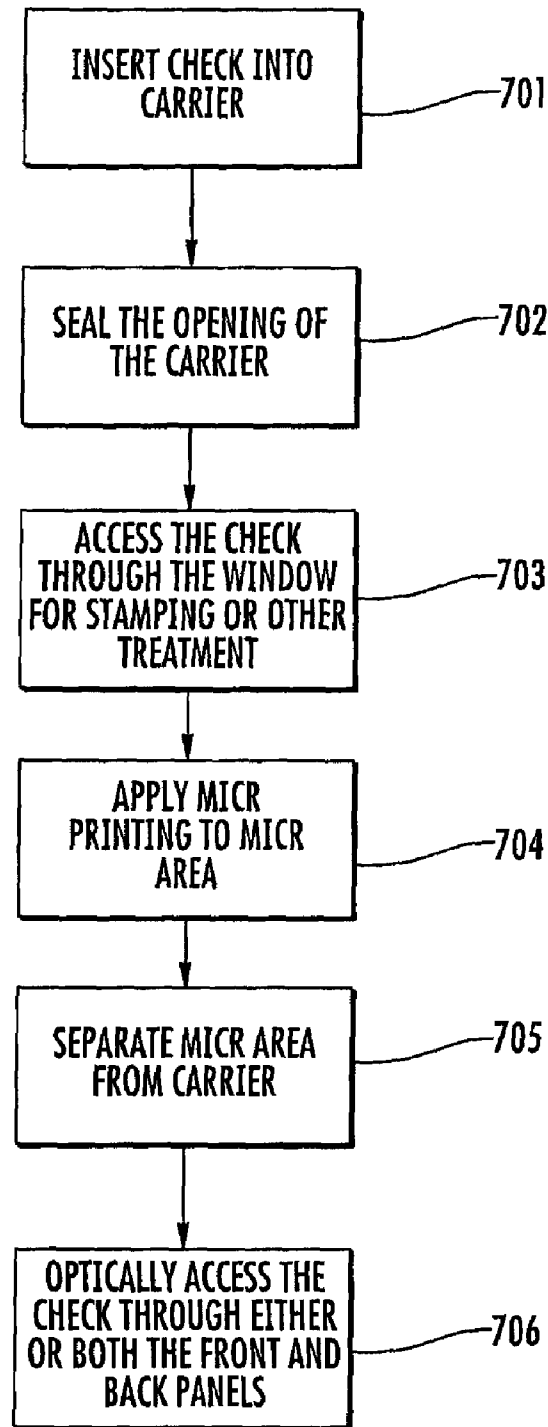 INSERT CHECK INTO
CARRIER
701
SEAL THE OPENING OF
THE CARRIER
702
ACCESS THE CHECK
THROUGH THE WINDOW
FOR STAMPING OR OTHER
TREATMENT
703
APPLY MICR
PRINTING TO MICR
AREA
704
SEPARATE MICR AREA
FROM CARRIER
705
OPTICALLY ACCESS THE
CHECK THROUGH EITHER
OR BOTH THE FRONT AND
BACK PANELS
706